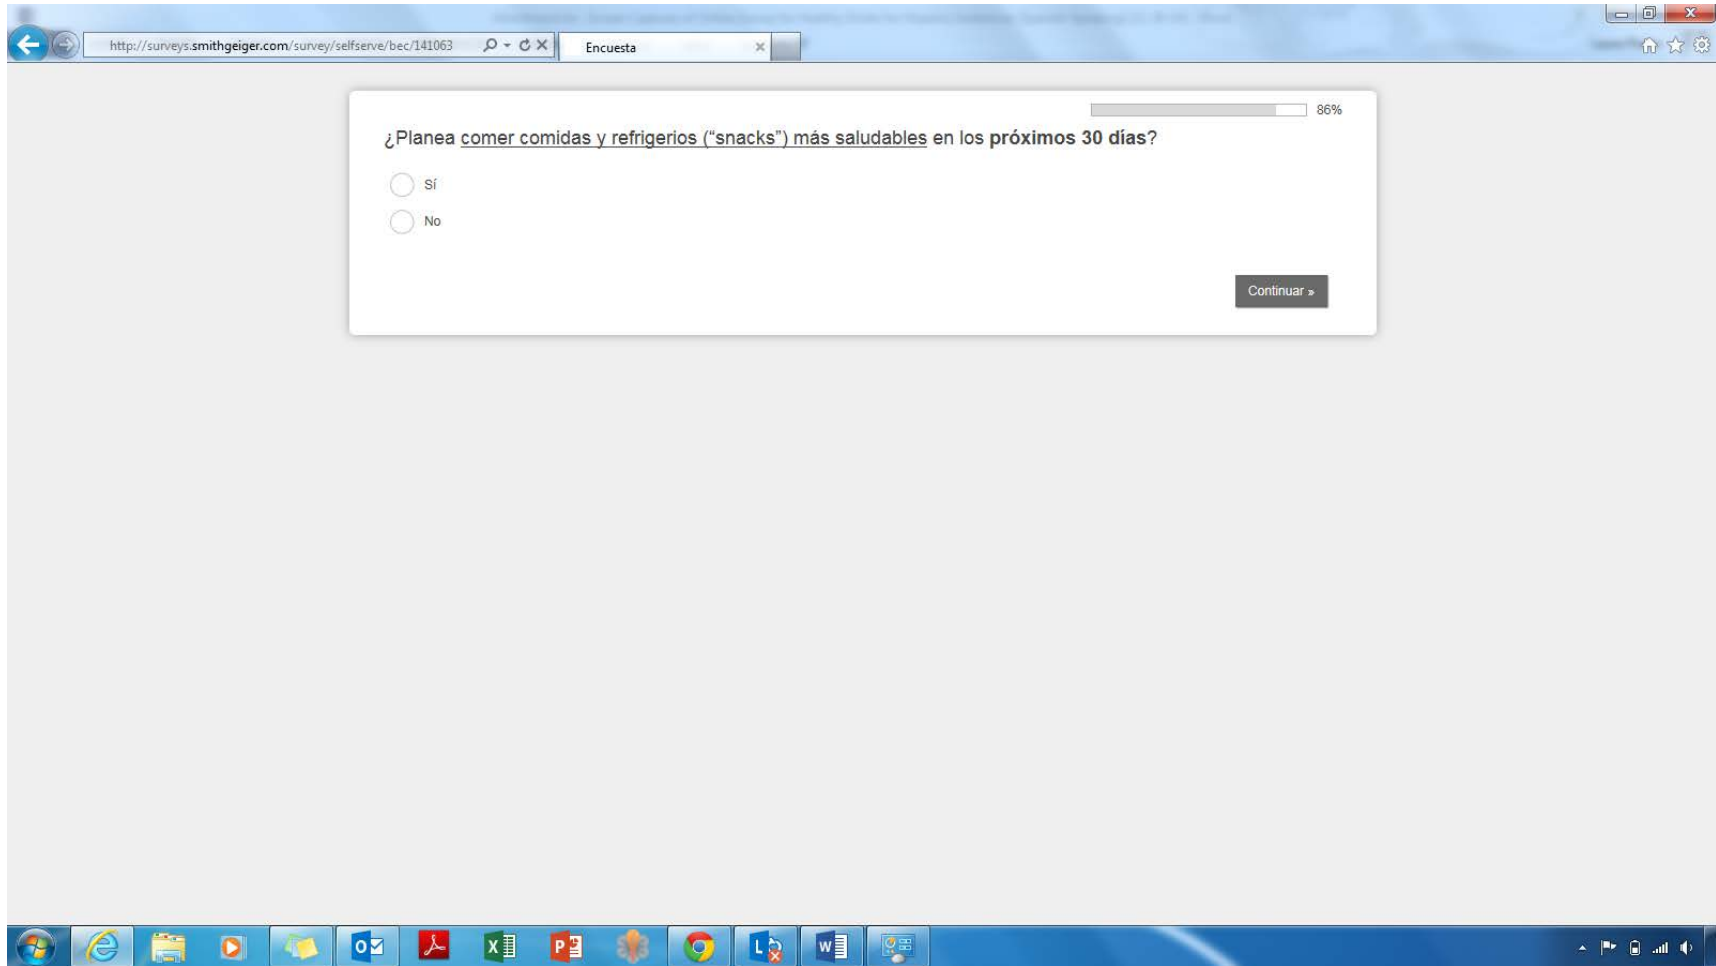 http://surveys.smithgeiger.com/survey/selfserve/bec/141063
Encuesta
86%
¿Planea comer comidas y refrigerios (“snacks”) más saludables en los próximos 30 días?
Sí
No
Continuar »